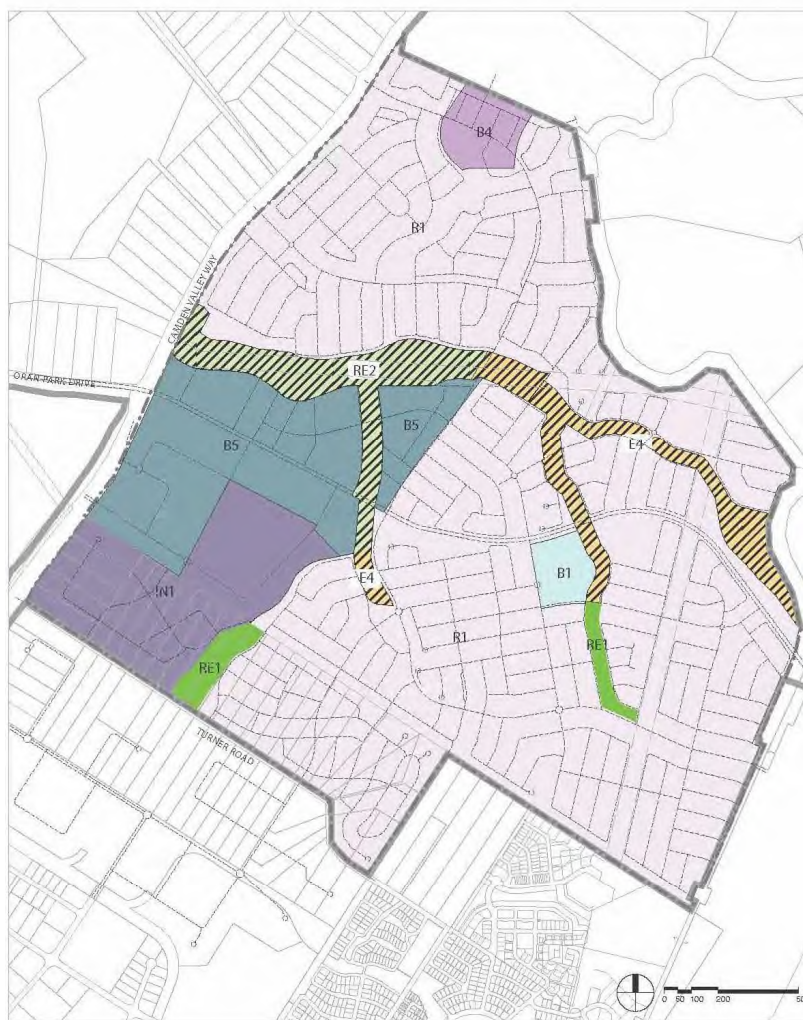 B4
R1
CAMDEN VALLEY WAY
ORAN PARK DRIVE
RE2
B5
B5
E4
IN1
E4
B1
R1
RE1
RE1
TURNER ROAD
0 50 100 200